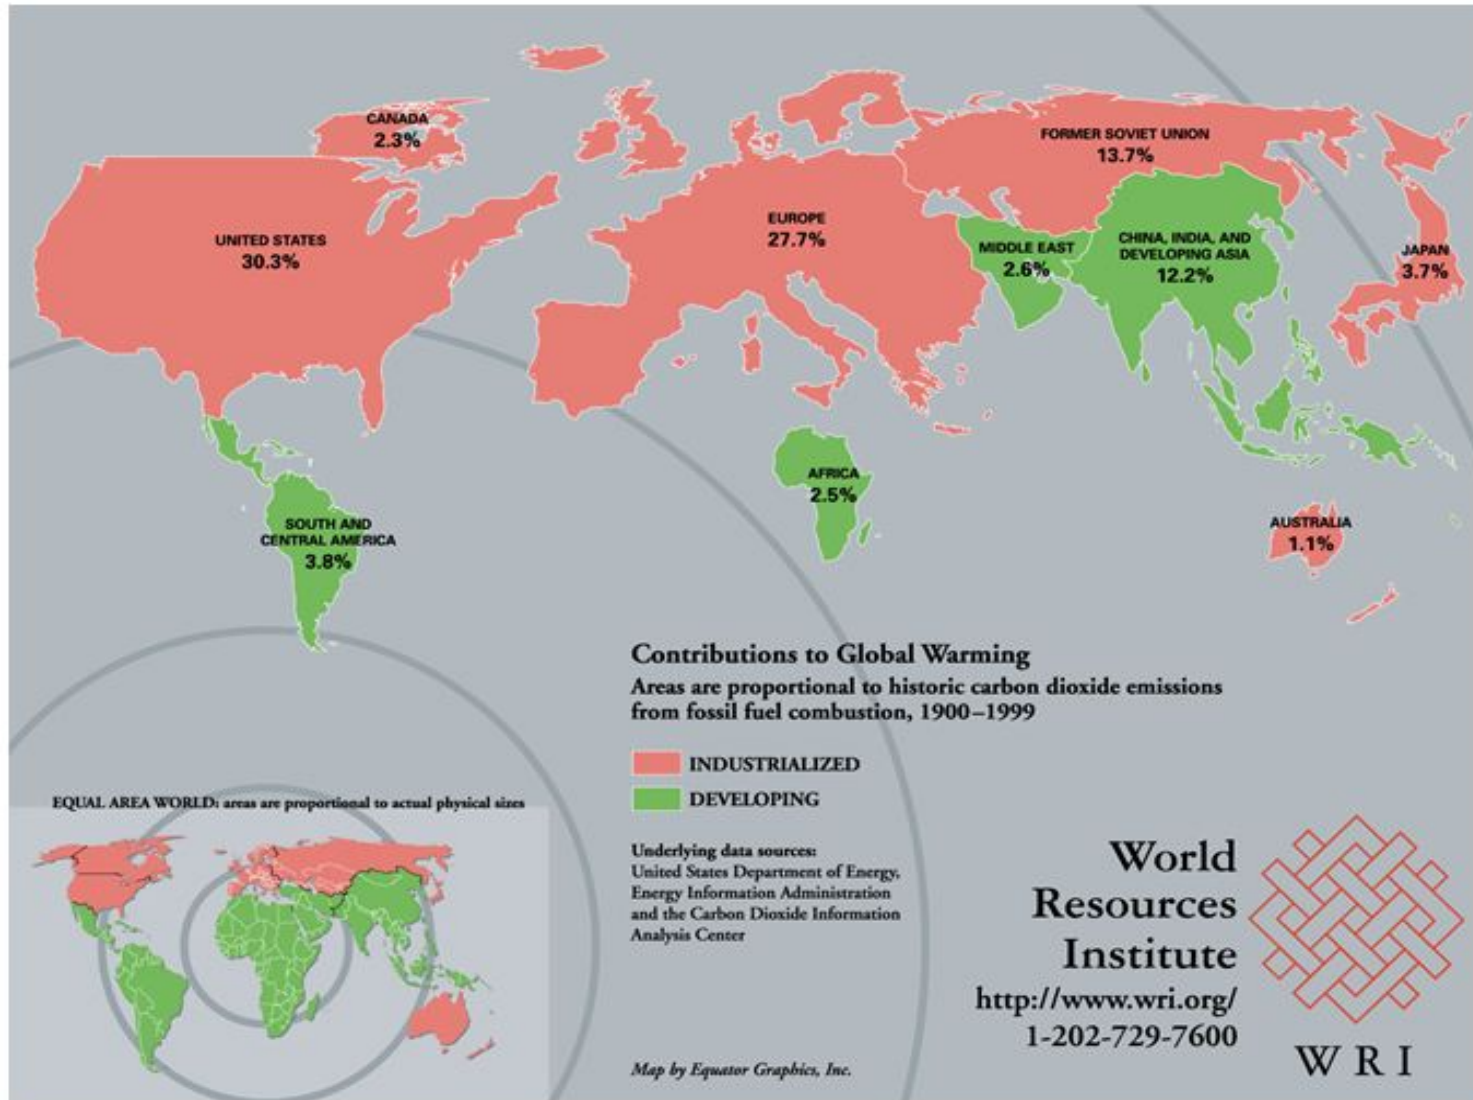 CANADA
2.3%
FORMER SOVIET UNION
13.7%
UNITED STATES
30.3%
EUROPE
27.7%
MIDDLE EAST
2.6%
CHINA, INDIA, AND
DEVELOPING ASIA
12.2%
JAPAN
3.7%
AFRICA
2.5%
SOUTH AND
CENTRAL AMERICA
3.8%
AUSTRALIA
1.1%
Contributions to Global Warming
Areas are proportional to historic carbon dioxide emissions
from fossil fuel combustion, 1900–1999
INDUSTRIALIZED
DEVELOPING
EQUAL AREA WORLD: areas are proportional to actual physical sizes
Underlying data sources:
United States Department of Energy,
Energy Information Administration
and the Carbon Dioxide Information
Analysis Center
Map by Equator Graphics, Inc.
World
Resources
Institute
http://www.wri.org/
1-202-729-7600
W R I